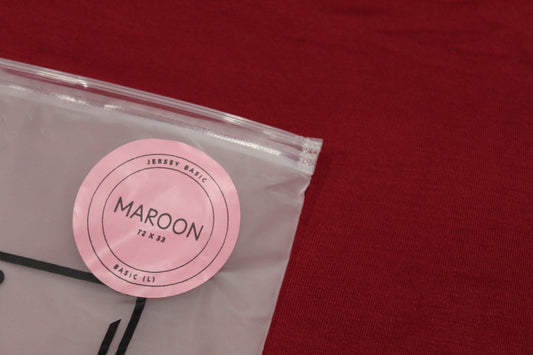 JERSEY BASIC
MAROON
72 X 33
BASIC (L)